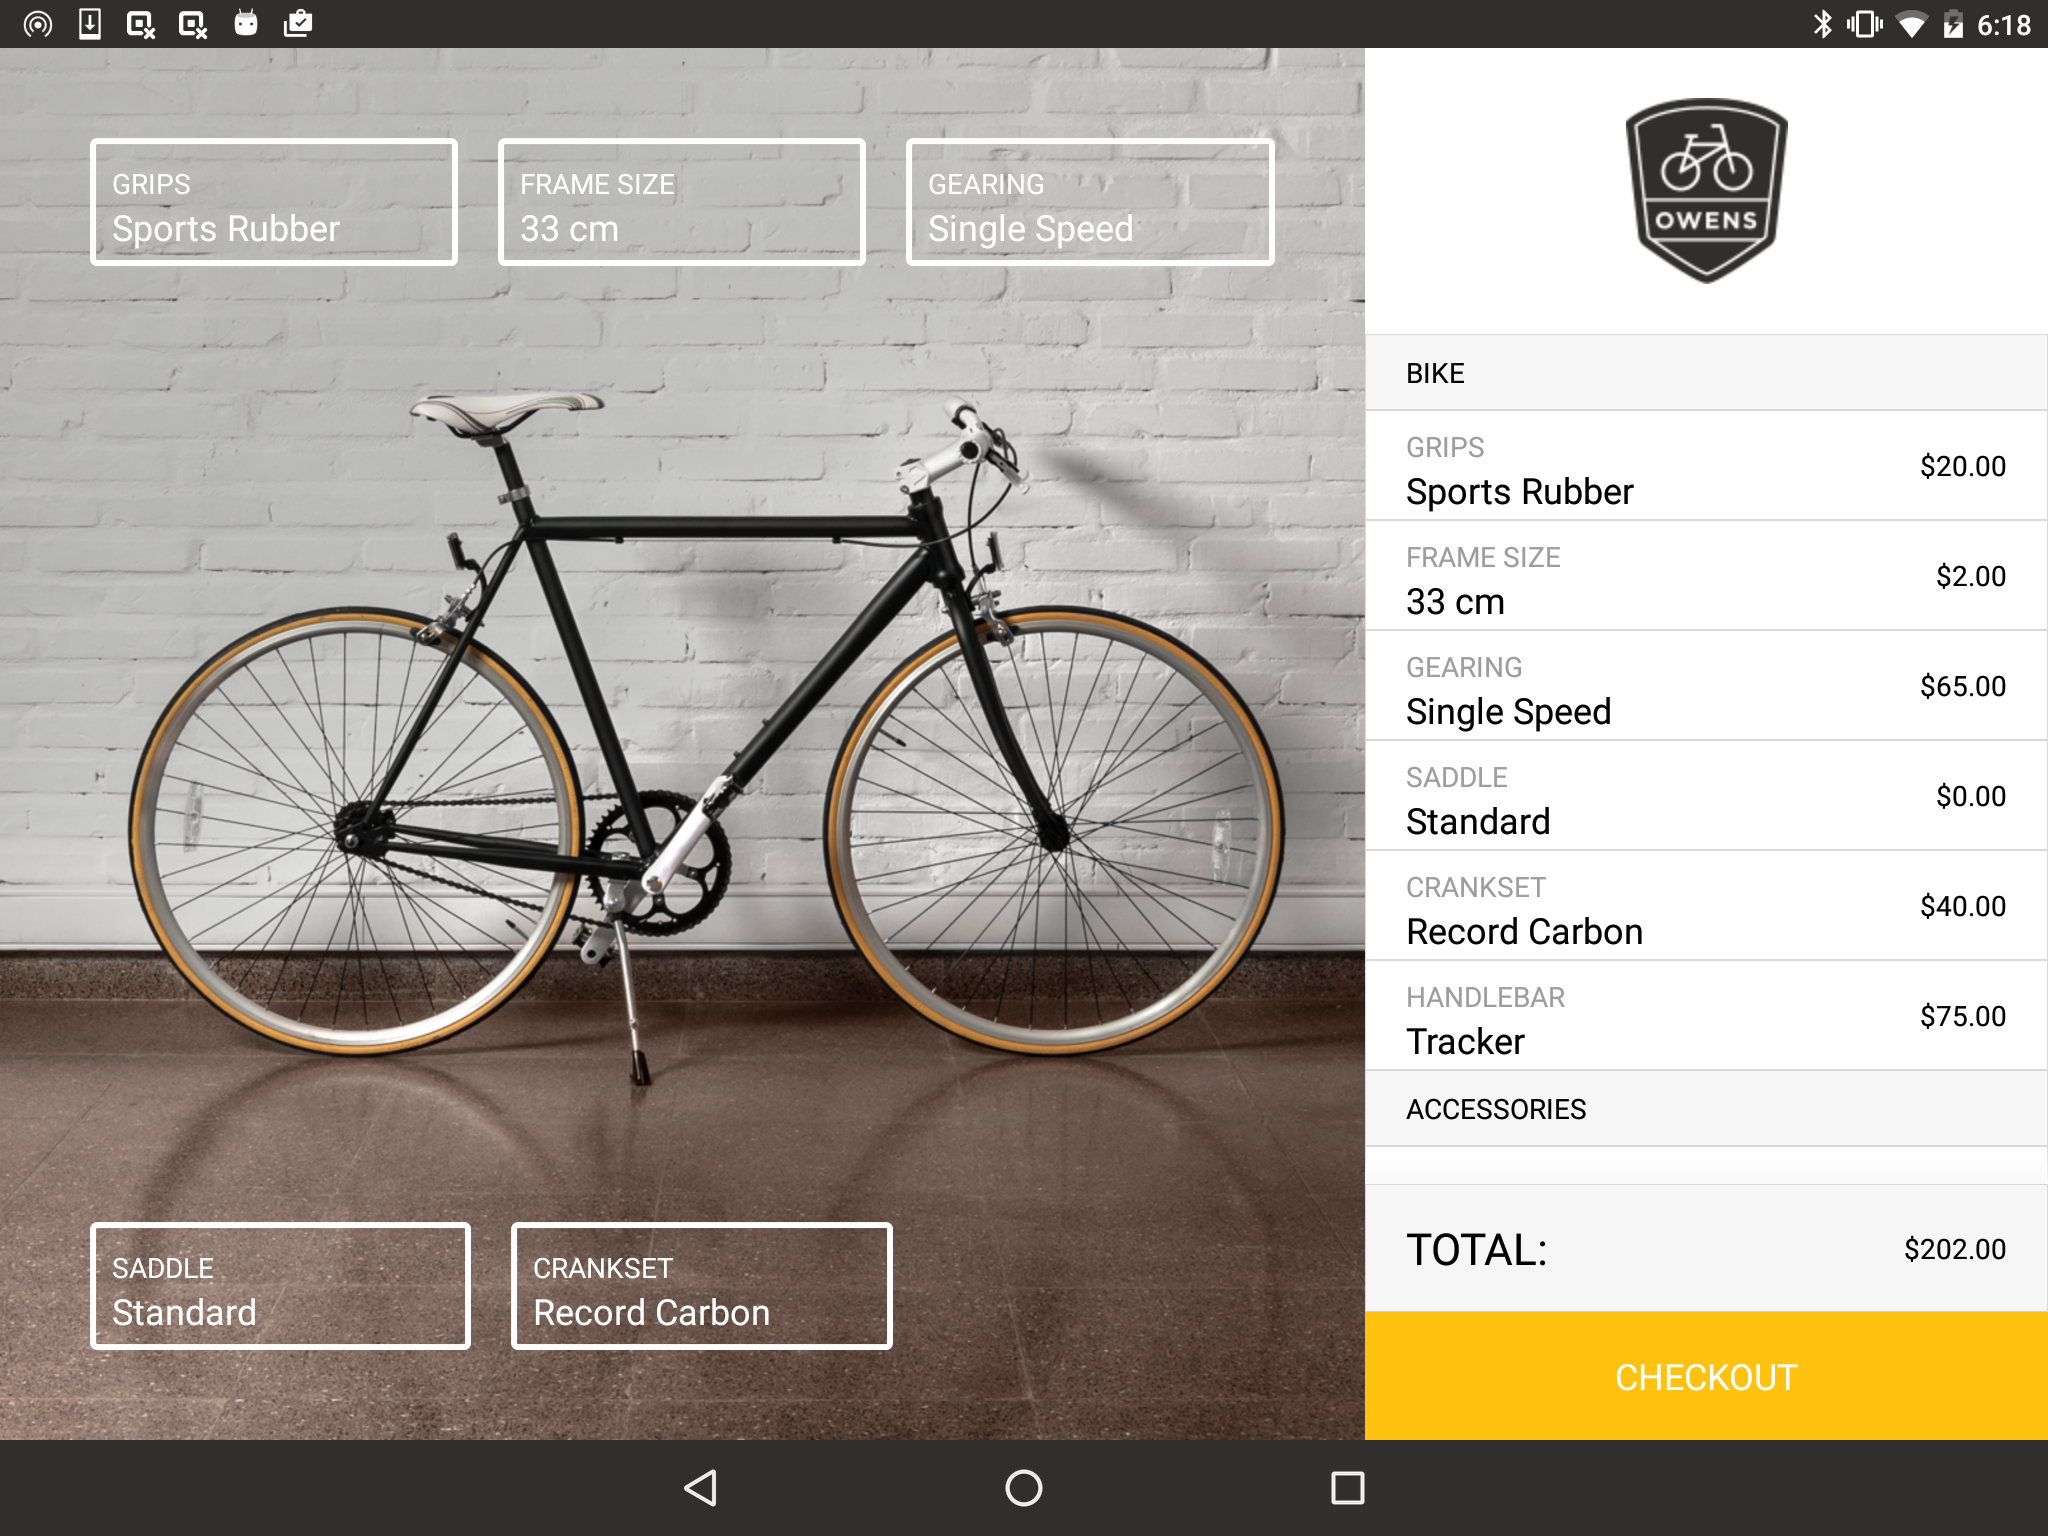 6:18
GRIPS
Sports Rubber
FRAME SIZE
33 cm
GEARING
Single Speed
SADDLE
Standard
CRANKSET
Record Carbon
OWENS
BIKE
GRIPS
Sports Rubber
$20.00
FRAME SIZE
33 cm
$2.00
GEARING
Single Speed
$65.00
SADDLE
Standard
$0.00
CRANKSET
Record Carbon
$40.00
HANDLEBAR
Tracker
$75.00
ACCESSORIES
TOTAL: $202.00
CHECKOUT